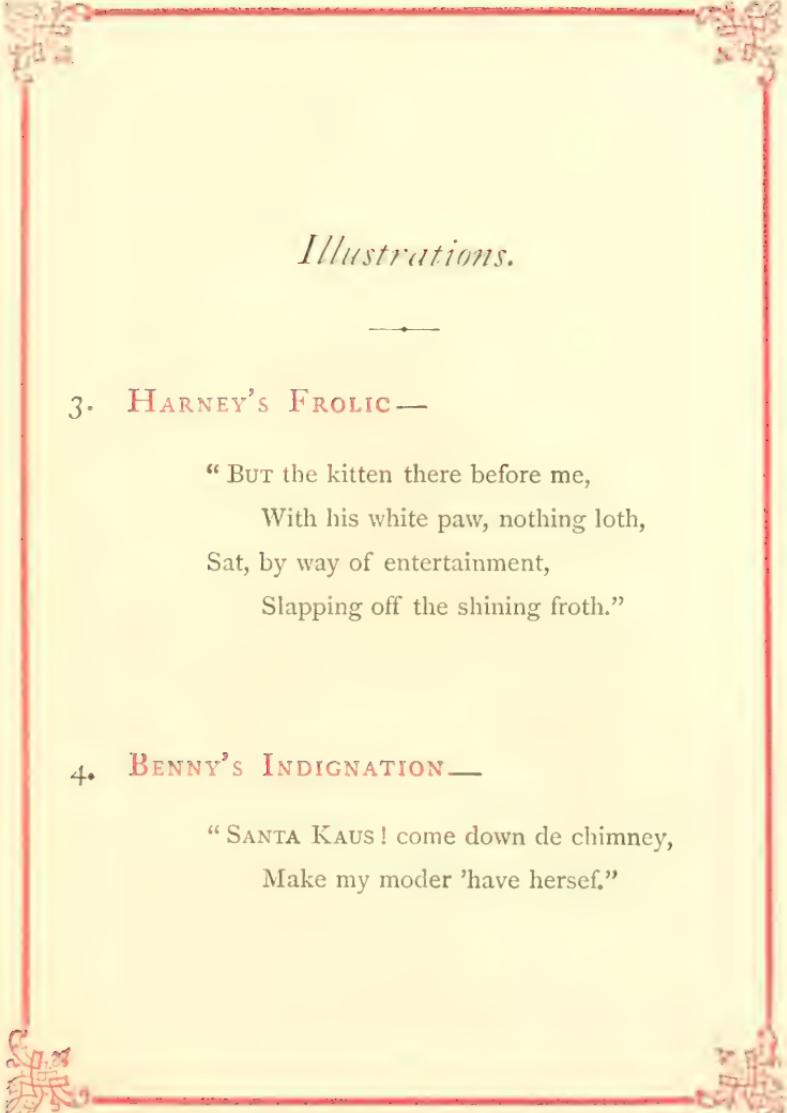 Illustrations.
3. HARNEY'S FROLIC—
“ BUT the kitten there before me,
With his white paw, nothing loth,
Sat, by way of entertainment,
Slapping off the shining froth.”
4. BENNY'S INDIGNATION—
“ SANTA KAUS! come down de chimney,
Make my moder 'have hersef.”